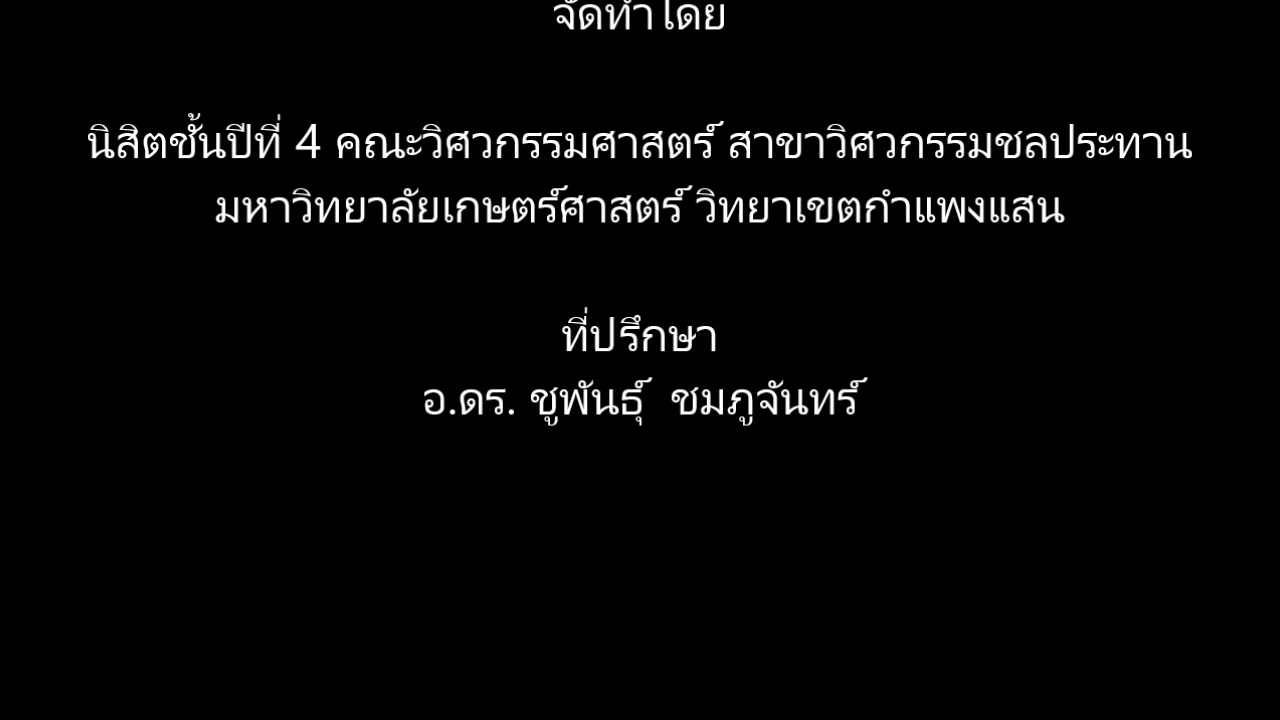 จัดทำโดย
นิสิตชั้นปีที่ 4 คณะวิศวกรรมศาสตร์ สาขาวิศวกรรมชลประทาน
มหาวิทยาลัยเกษตร์ศาสตร์ วิทยาเขตกำแพงแสน
ที่ปรึกษา
อ.ดร. ชูพันธุ์ ชมภูจันทร์